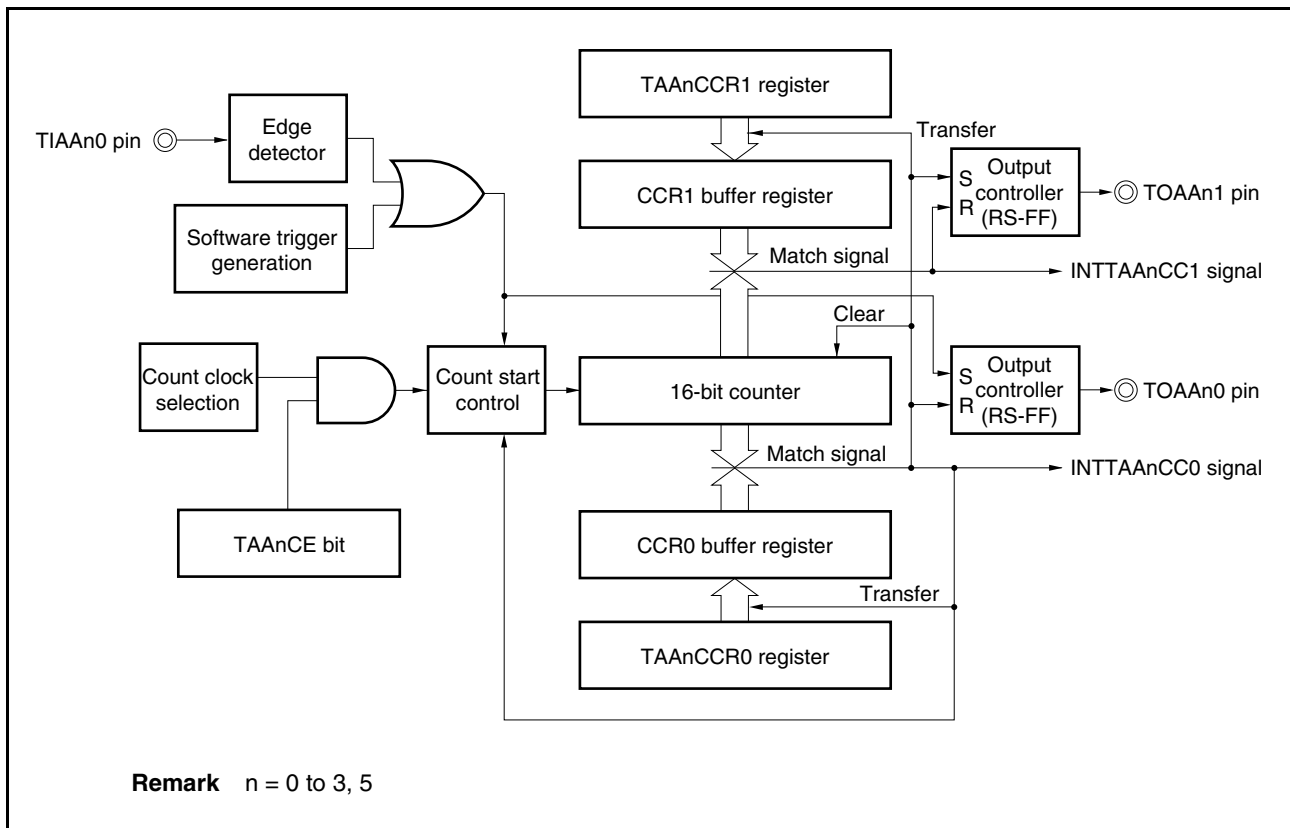 TAAnCCR1 register
TIAAn0 pin
Edge
detector
Transfer
CCR1 buffer register
S
R
Output
controller
(RS-FF)
TOAAn1 pin
Software trigger
generation
Match signal
INTTAAnCC1 signal
Clear
Count clock
selection
Count start
control
16-bit counter
S
R
Output
controller
(RS-FF)
TOAAn0 pin
Match signal
INTTAAnCC0 signal
TAAnCE bit
CCR0 buffer register
Transfer
TAAnCCR0 register
Remark n = 0 to 3, 5